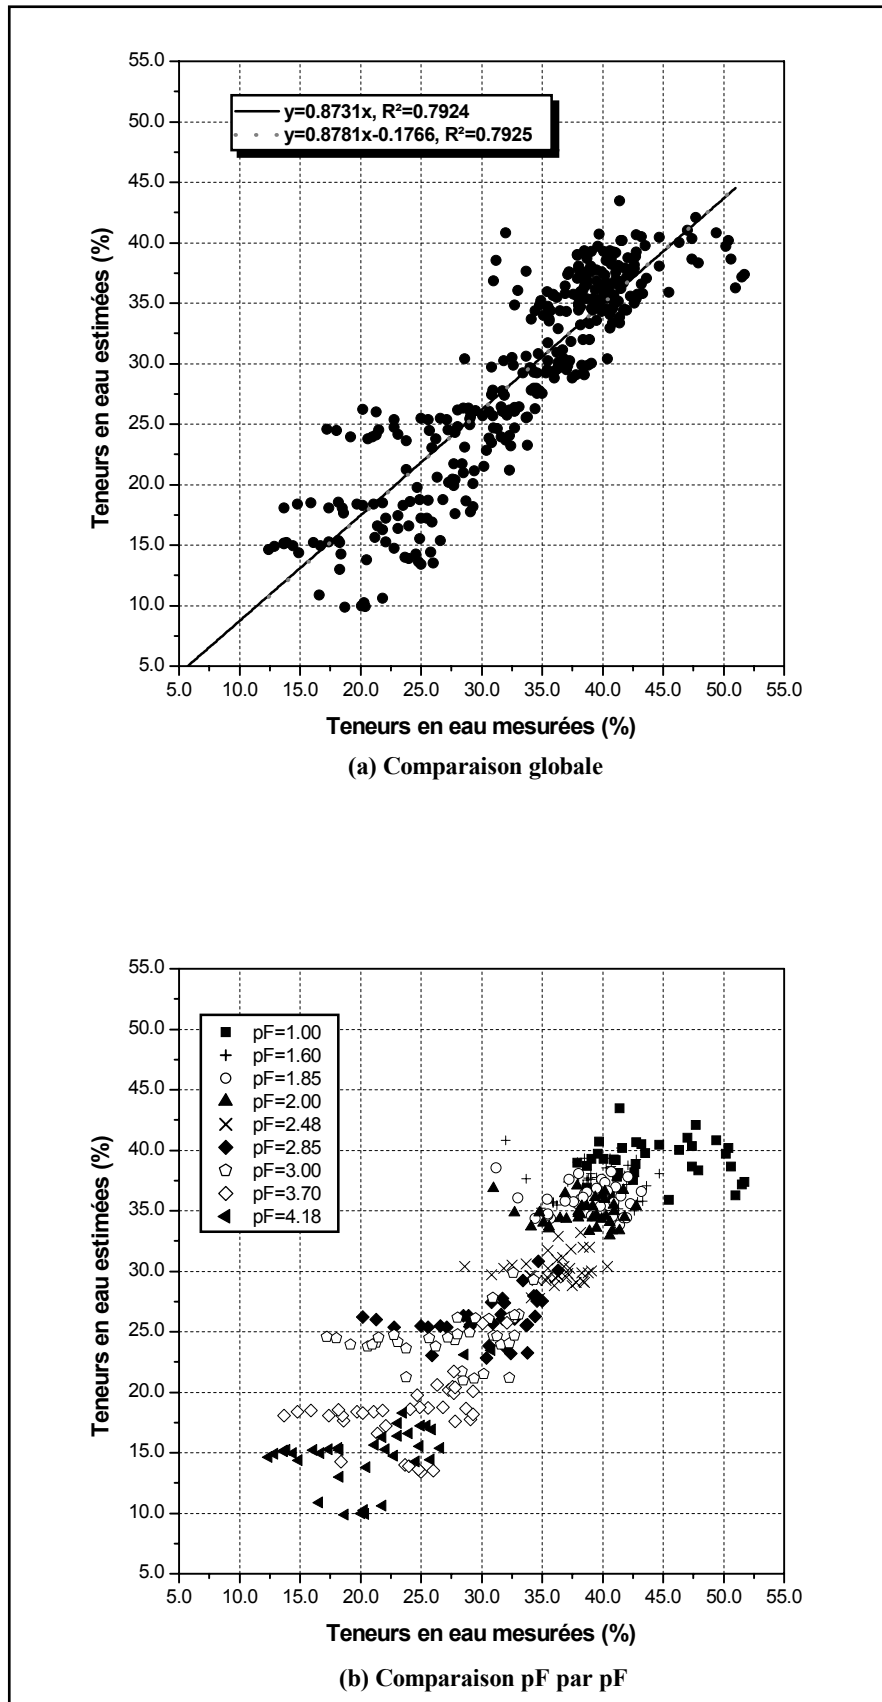 55.0
50.0
45.0
40.0
35.0
30.0
25.0
20.0
15.0
10.0
5.0
Teneurs en eau estimées (%)
y=0.8731x, R²=0.7924
y=0.8781x-0.1766, R²=0.7925
5.0 10.0 15.0 20.0 25.0 30.0 35.0 40.0 45.0 50.0 55.0
Teneurs en eau mesurées (%)
(a) Comparaison globale
55.0
50.0
45.0
40.0
35.0
30.0
25.0
20.0
15.0
10.0
5.0
Teneurs en eau estimées (%)
pF=1.00
pF=1.60
pF=1.85
pF=2.00
pF=2.48
pF=2.85
pF=3.00
pF=3.70
pF=4.18
5.0 10.0 15.0 20.0 25.0 30.0 35.0 40.0 45.0 50.0 55.0
Teneurs en eau mesurées (%)
(b) Comparaison pF par pF